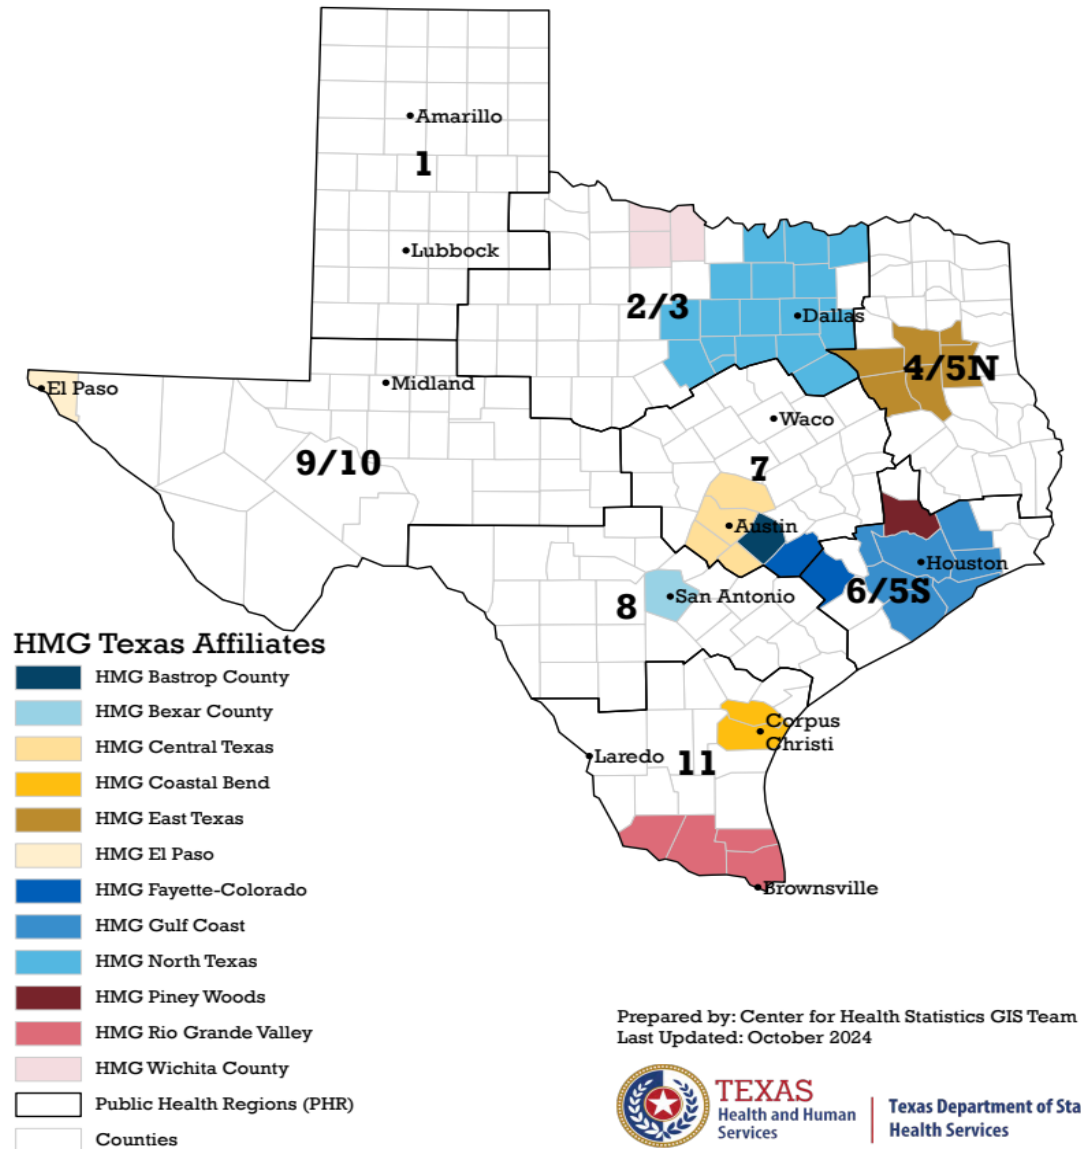 Amarillo
1
Lubbock
2/3
Dallas
El Paso
Midland
4/5N
Waco
9/10
7
Austin
Houston
San Antonio
8
6/5S
HMG Texas Affiliates
HMG Bastrop County
HMG Bexar County
HMG Central Texas
HMG Coastal Bend
HMG East Texas
HMG El Paso
HMG Fayette-Colorado
HMG Gulf Coast
HMG North Texas
HMG Piney Woods
HMG Rio Grande Valley
HMG Wichita County
Public Health Regions (PHR)
Counties
Corpus
Christi
Laredo
11
Brownsville
Prepared by: Center for Health Statistics GIS Team
Last Updated: October 2024
TEXAS
Health and Human
Services
Texas Department of Sta
Health Services